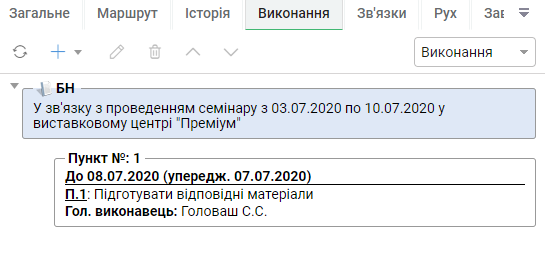 Загальне Маршрут Історія Виконання Зв'язки Рух Зав
Виконання
БН
У зв'язку з проведенням семінару з 03.07.2020 по 10.07.2020 у
виставковому центрі "Преміум"
Пункт №: 1
До 08.07.2020 (упередж. 07.07.2020)
П.1: Підготувати відповідні матеріали
Гол. виконавець: Головаш С.С.